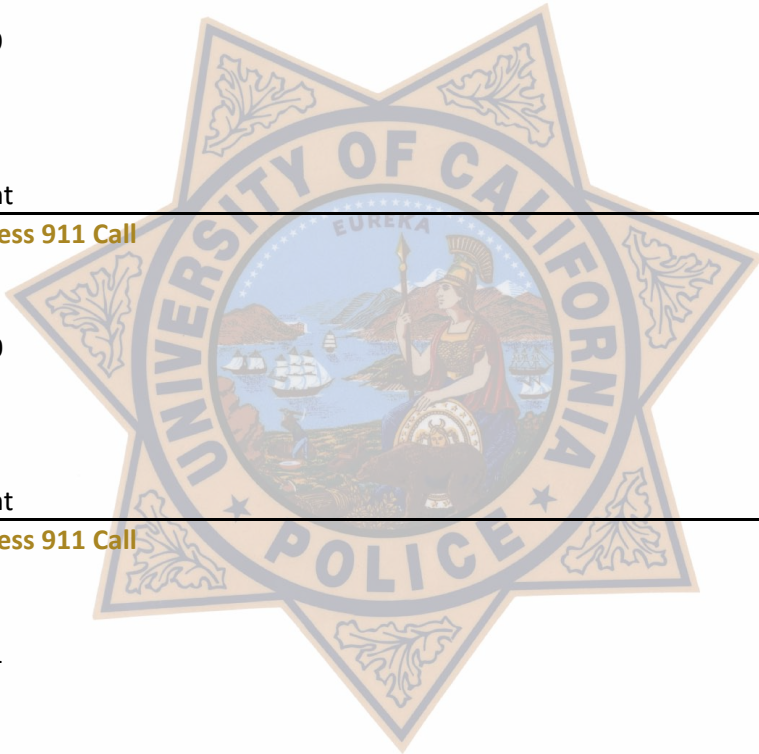 nt
UNIVERSITY OF CALIFORNIA
EUREKA
ess 911 Call
nt
ess 911 Call
POLICE